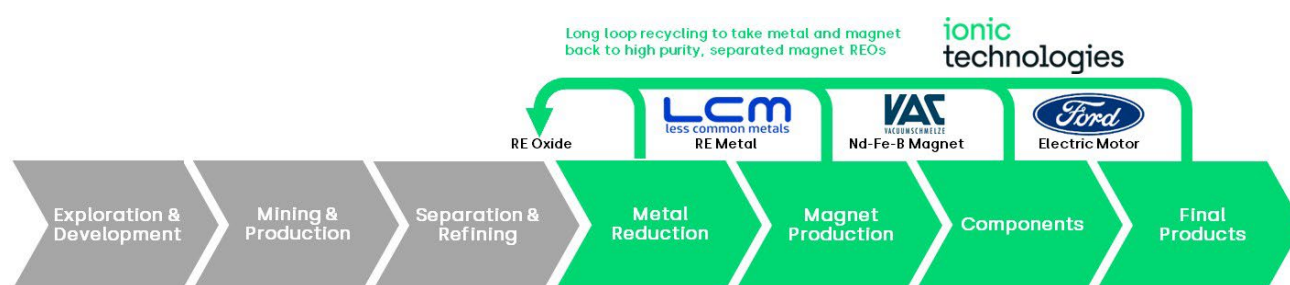 Long loop recycling to take metal and magnet
back to high purity, separated magnet REOs
ionic
technologies
LCM
less common metals
VAC
VACUUMSCHMELZE
Ford
RE Oxide
RE Metal
Nd-Fe-B Magnet
Electric Motor
Exploration &
Development
Mining &
Production
Separation &
Refining
Metal
Reduction
Magnet
Production
Components
Final
Products